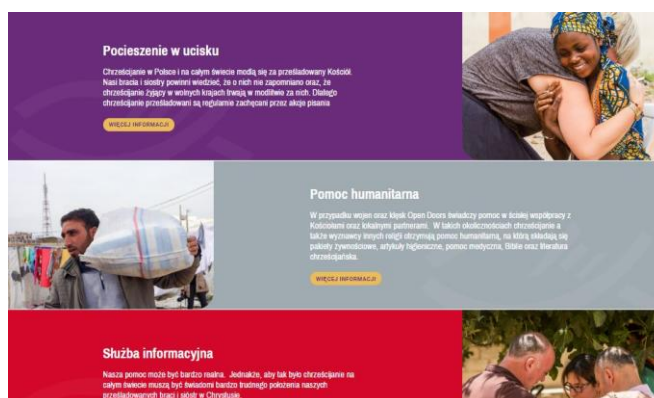 Pocieszenie w ucisku
Chrześcijanie w Polsce i na całym świecie modlą się za prześladowany Kościół.
Nasi bracia i siostry powinni wiedzieć, że o nich nie zapomniano oraz, że
chrześcijanie żyjący w wolnych krajach trwają w modlitwie za nich. Dlatego
chrześcijanie prześladowani są regularnie zachęcani przez akcje pisania
WIĘCEJ INFORMACJI
Pomoc humanitarna
W przypadku wojen oraz klęsk Open Doors świadczy pomoc w ścisłej współpracy z
Kościołami oraz lokalnymi partnerami. W takich okolicznościach chrześcijanie a
także wyznawcy innych religii otrzymują pomoc humanitarną, na którą składają się
pakiety żywnościowe, artykuły higieniczne, pomoc medyczna, Biblie oraz literatura
chrześcijańska.
WIĘCEJ INFORMACJI
Służba informacyjna
Nasza pomoc może być bardzo realna. Jednakże, aby tak było chrześcijanie na
całym świecie muszą być świadomi bardzo trudnego położenia naszych
prześladowanych braci i sióstr w Chrystusie.